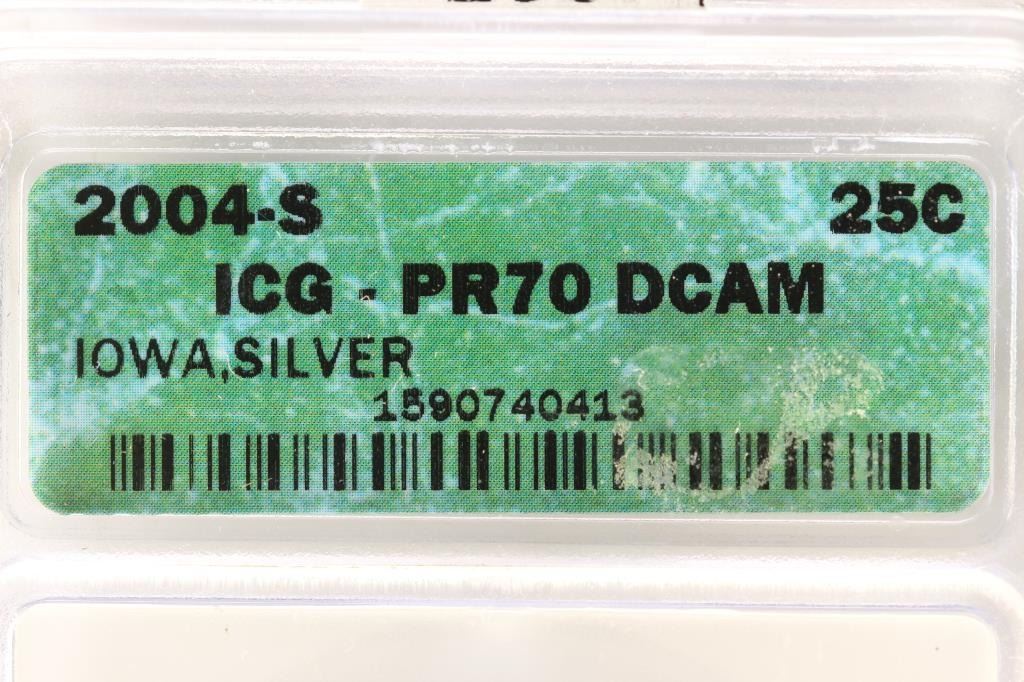 2004-S 25C
ICG - PR70 DCAM
IOWA,SILVER
1590740413